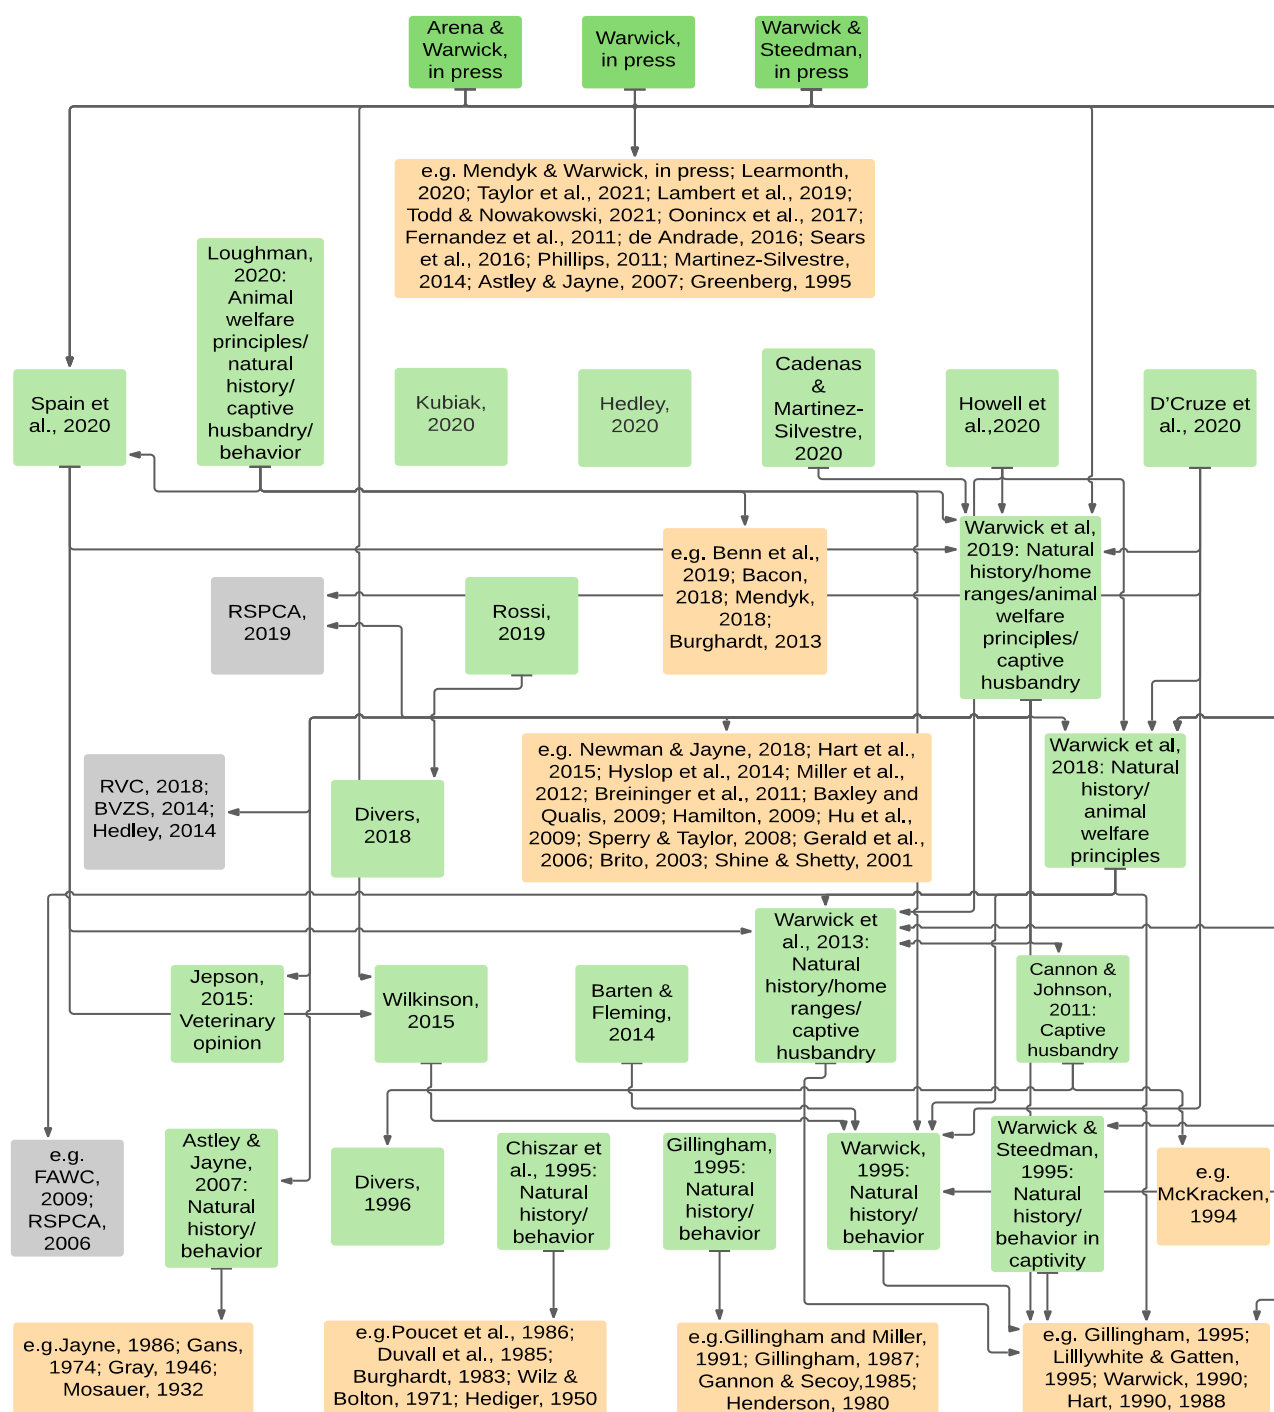 Arena &
Warwick,
in press
Warwick,
in press
Warwick &
Steedman,
in press
e.g. Mendyk & Warwick, in press; Learmonth,
2020; Taylor et al., 2021; Lambert et al., 2019;
Todd & Nowakowski, 2021; Oonincx et al., 2017;
Fernandez et al., 2011; de Andrade, 2016; Sears
et al., 2016; Phillips, 2011; Martinez-Silvestre,
2014; Astley & Jayne, 2007; Greenberg, 1995
Loughman,
2020:
Animal
welfare
principles/
natural
history/
captive
husbandry/
behavior
Spain et
al., 2020
Kubiak,
2020
Hedley,
2020
Cadenas
&
Martinez-
Silvestre,
2020
Howell et
al.,2020
D'Cruze et
al., 2020
Warwick et al,
2019: Natural
history/home
ranges/animal
welfare
principles/
captive
husbandry
e.g. Benn et al.,
2019; Bacon,
2018; Mendyk,
2018;
Burghardt, 2013
RSPCA,
2019
Rossi,
2019
e.g. Newman & Jayne, 2018; Hart et al.,
2015; Hyslop et al., 2014; Miller et al.,
2012; Breininger et al., 2011; Baxley and
Qualis, 2009; Hamilton, 2009; Hu et al.,
2009; Sperry & Taylor, 2008; Gerald et al.,
2006; Brito, 2003; Shine & Shetty, 2001
Warwick et al,
2018: Natural
history/
animal
welfare
principles
RVC, 2018;
BVZS, 2014;
Hedley, 2014
Divers,
2018
Warwick et
al., 2013:
Natural
history/home
ranges/
captive
husbandry
Jepson,
2015:
Veterinary
opinion
Wilkinson,
2015
Barten &
Fleming,
2014
Cannon &
Johnson,
2011:
Captive
husbandry
e.g.
FAWC,
2009;
RSPCA,
2006
Astley &
Jayne,
2007:
Natural
history/
behavior
Divers,
1996
Chiszar et
al., 1995:
Natural
history/
behavior
Gillingham,
1995:
Natural
history/
behavior
Warwick,
1995:
Natural
history/
behavior
Warwick &
Steedman,
1995:
Natural
history/
behavior in
captivity
e.g.
McKracken,
1994
e.g.Jayne, 1986; Gans,
1974; Gray, 1946;
Mosauer, 1932
e.g.Poucet et al., 1986;
Duvall et al., 1985;
Burghardt, 1983; Wilz &
Bolton, 1971; Hediger, 1950
e.g.Gillingham and Miller,
1991; Gillingham, 1987;
Gannon & Secoy,1985;
Henderson, 1980
e.g. Gillingham, 1995;
Lilllywhite & Gatten,
1995; Warwick, 1990;
Hart, 1990, 1988